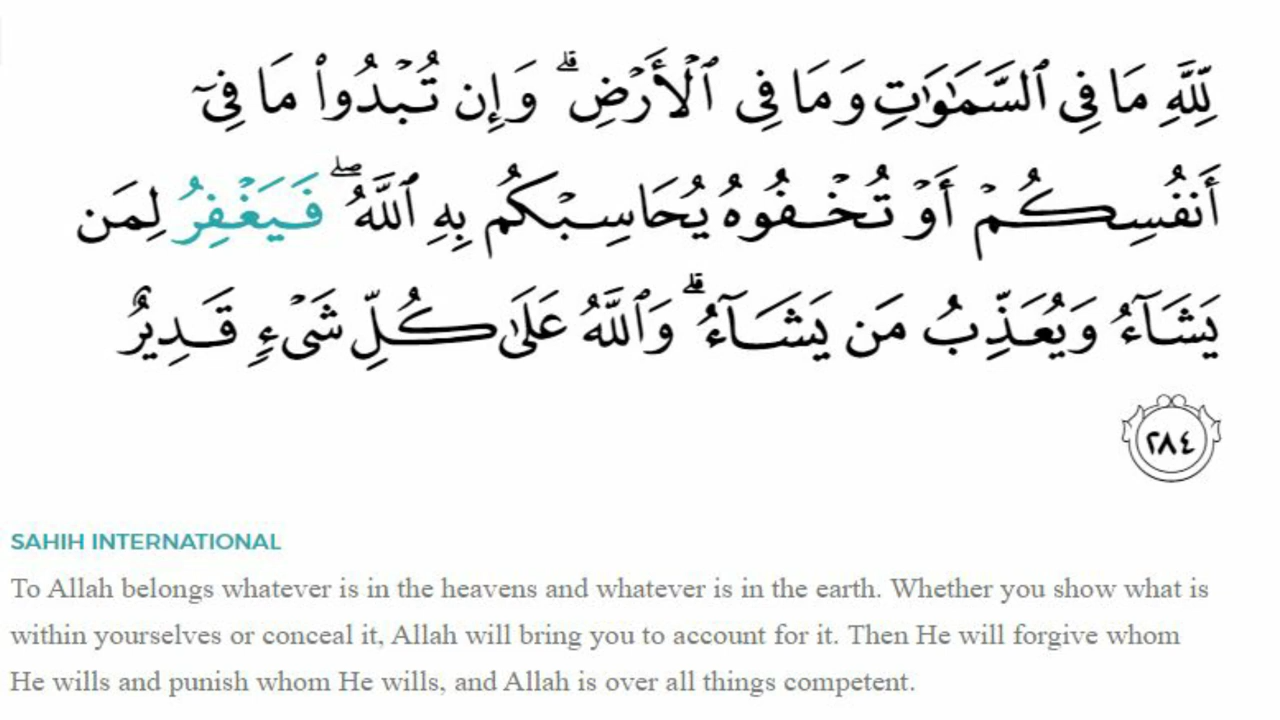 لِّلَّهِ مَا فِي ٱلسَّمَٰوَٰتِ وَمَا فِي ٱلۡأَرۡضِۗ وَإِن تُبۡدُواْ مَا فِيٓ
أَنفُسِكُمۡ أَوۡ تُخۡفُوهُ يُحَاسِبۡكُم بِهِ ٱللَّهُۖ فَيَغۡفِرُ لِمَن
يَشَآءُ وَيُعَذِّبُ مَن يَشَآءُۗ وَٱللَّهُ عَلَىٰ كُلِّ شَيۡءٖ قَدِيرٌ
٢٨٤
SAHIH INTERNATIONAL
To Allah belongs whatever is in the heavens and whatever is in the earth. Whether you show what is
within yourselves or conceal it, Allah will bring you to account for it. Then He will forgive whom
He wills and punish whom He wills, and Allah is over all things competent.